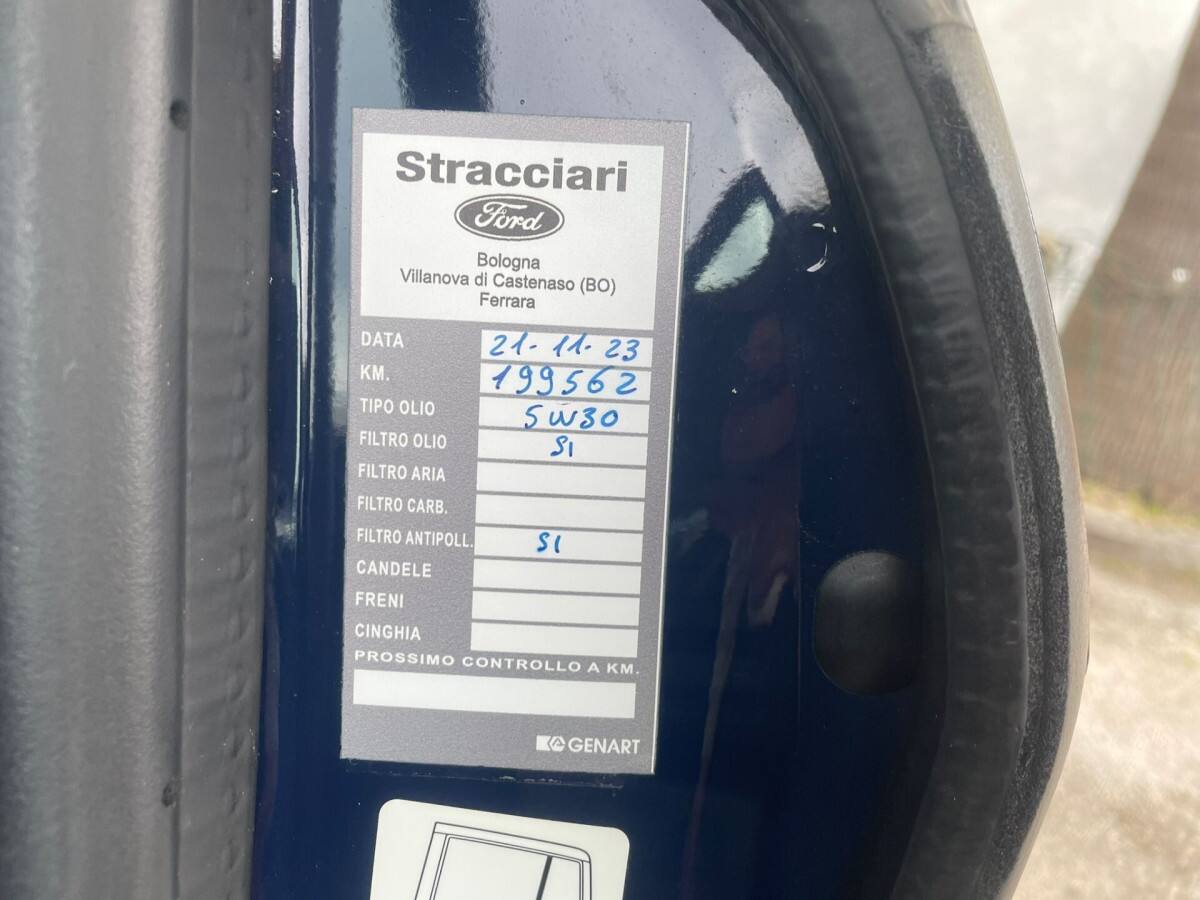 Stracciari
Ford
Bologna
Villanova di Castenaso (BO)
Ferrara
DATA 21-11-23
KM. 199562
TIPO OLIO 5W30
FILTRO OLIO SI
FILTRO ARIA
FILTRO CARB.
FILTRO ANTIPOLL. SI
CANDELE
FRENI
CINGHIA
PROSSIMO CONTROLLO A KM.
GENART